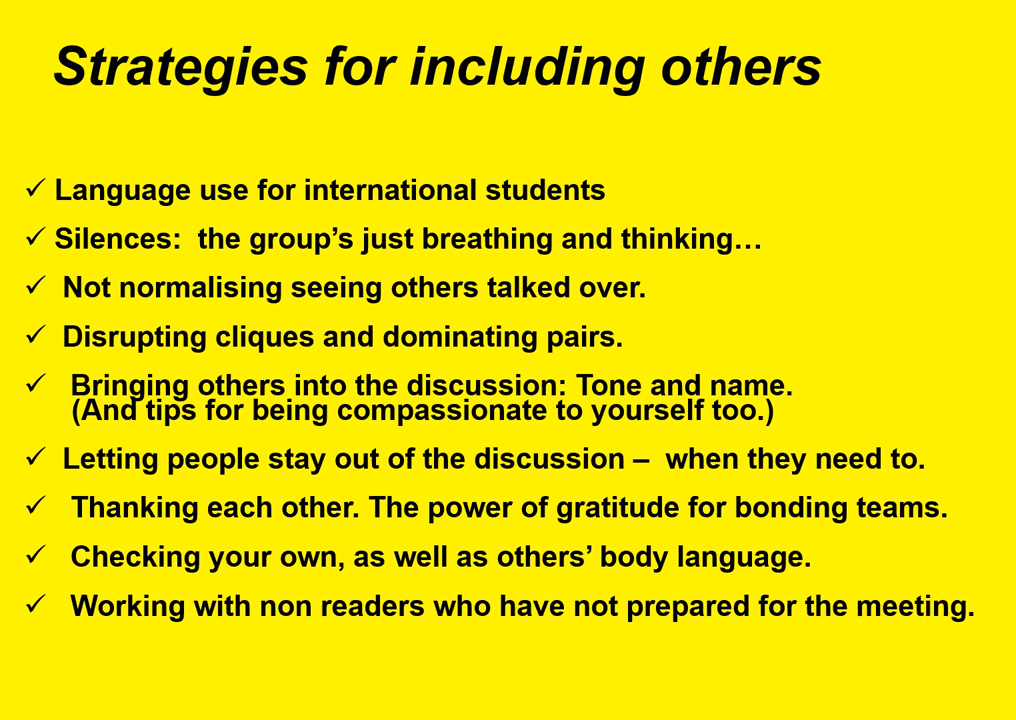 Strategies for including others
✓ Language use for international students
✓ Silences:  the group’s just breathing and thinking…
✓ Not normalising seeing others talked over.
✓ Disrupting cliques and dominating pairs.
✓ Bringing others into the discussion: Tone and name.
(And tips for being compassionate to yourself too.)
✓ Letting people stay out of the discussion –  when they need to.
✓ Thanking each other. The power of gratitude for bonding teams.
✓ Checking your own, as well as others’ body language.
✓ Working with non readers who have not prepared for the meeting.